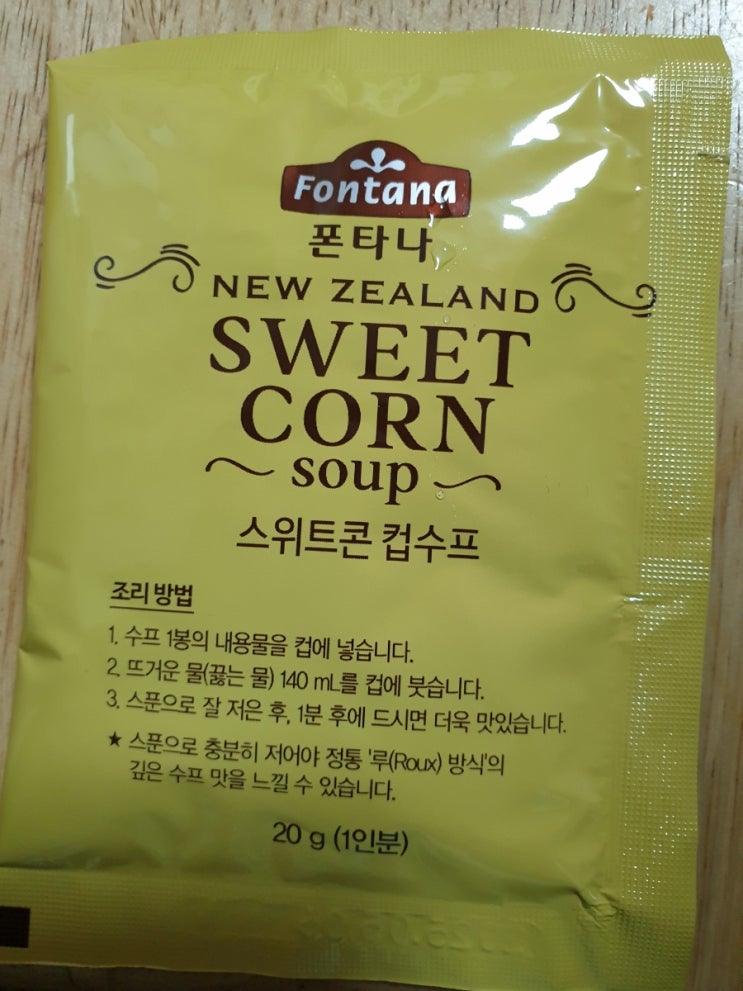 Fontana
폰타나
NEW ZEALAND
SWEET
CORN
soup
스위트콘 컵수프
조리 방법
1. 수프 1봉의 내용물을 컵에 넣습니다.
2. 뜨거운 물(끓는 물) 140 mL를 컵에 붓습니다.
3. 스푼으로 잘 저은 후, 1분 후에 드시면 더욱 맛있습니다.
★ 스푼으로 충분히 저어야 정통 '루(Roux) 방식'의
깊은 수프 맛을 느낄 수 있습니다.
20 g (1인분)